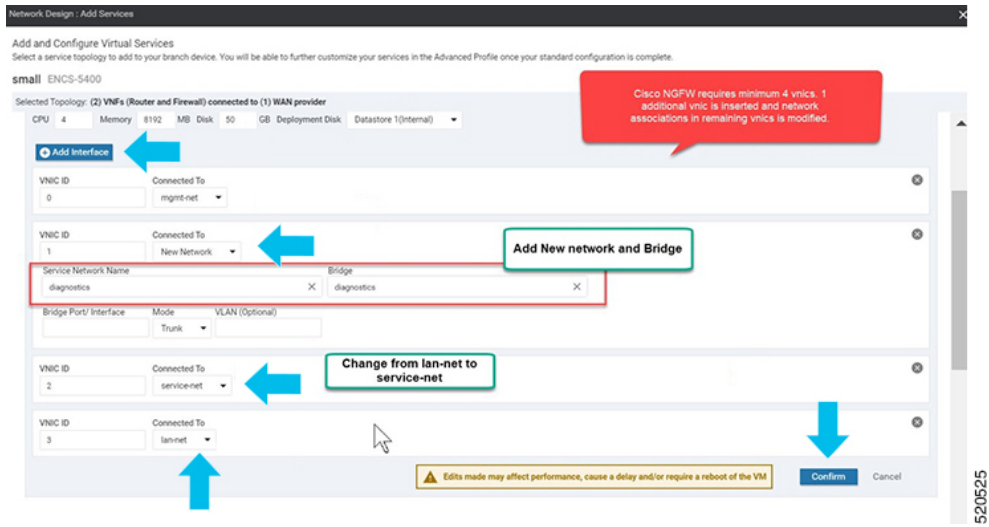 Network Design : Add Services
Add and Configure Virtual Services
Select a service topology to add to your branch device. You will be able to further customize your services in the Advanced Profile once your standard configuration is complete.
small ENCS-5400
Selected Topology: (2) VNFs (Router and Firewall) connected to (1) WAN provider
CPU 4 Memory 8192 MB Disk 50 GB Deployment Disk Datastore 1(Internal)
Cisco NGFW requires minimum 4 vnics. 1
additional vnic is inserted and network
associations in remaining vnics is modified.
Add Interface
VNIC ID Connected To
0 mgmt-net
VNIC ID Connected To
1 New Network
Add New network and Bridge
Service Network Name Bridge
diagnostics diagnostics
Bridge Port/ Interface Mode VLAN (Optional)
Trunk
VNIC ID Connected To
2 service-net
Change from lan-net to
service-net
VNIC ID Connected To
3 lan-net
Edits made may affect performance, cause a delay and/or require a reboot of the VM
Confirm Cancel
520525